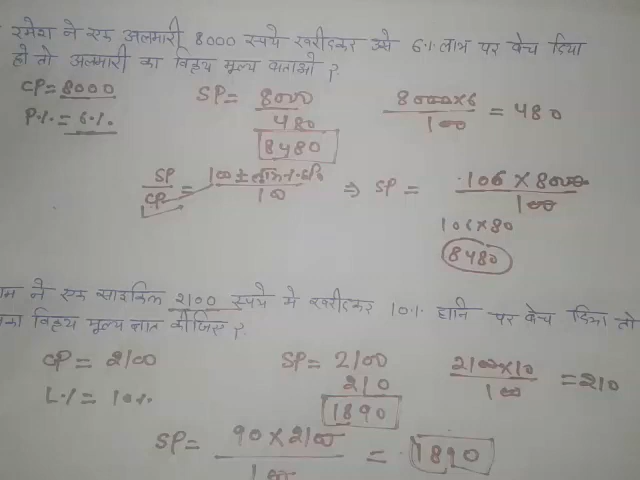 रमेश ने एक अलमारी 8000 रुपये खरीदकर उसे 6% लाभ पर बेच दिया
हो तो अलमारी का विक्रय मूल्य वाताओ ?
CP = 8000
SP = 8000
8000×6/100 = 480
P.% = 6%
480
8480
SP/CP = 100 ± /100
⇒ SP = 106 × 8000/100
106×80
8480
ने एक साइकिल 2100 रुपये में खरीदकर 10% हानि पर बेच दिया तो
विक्रय मूल्य ज्ञात कीजिए ?
CP = 2100
SP = 2100
2100×10/100 = 210
L.% = 10%
210
1890
SP = 90 × 2100/100 = 1890